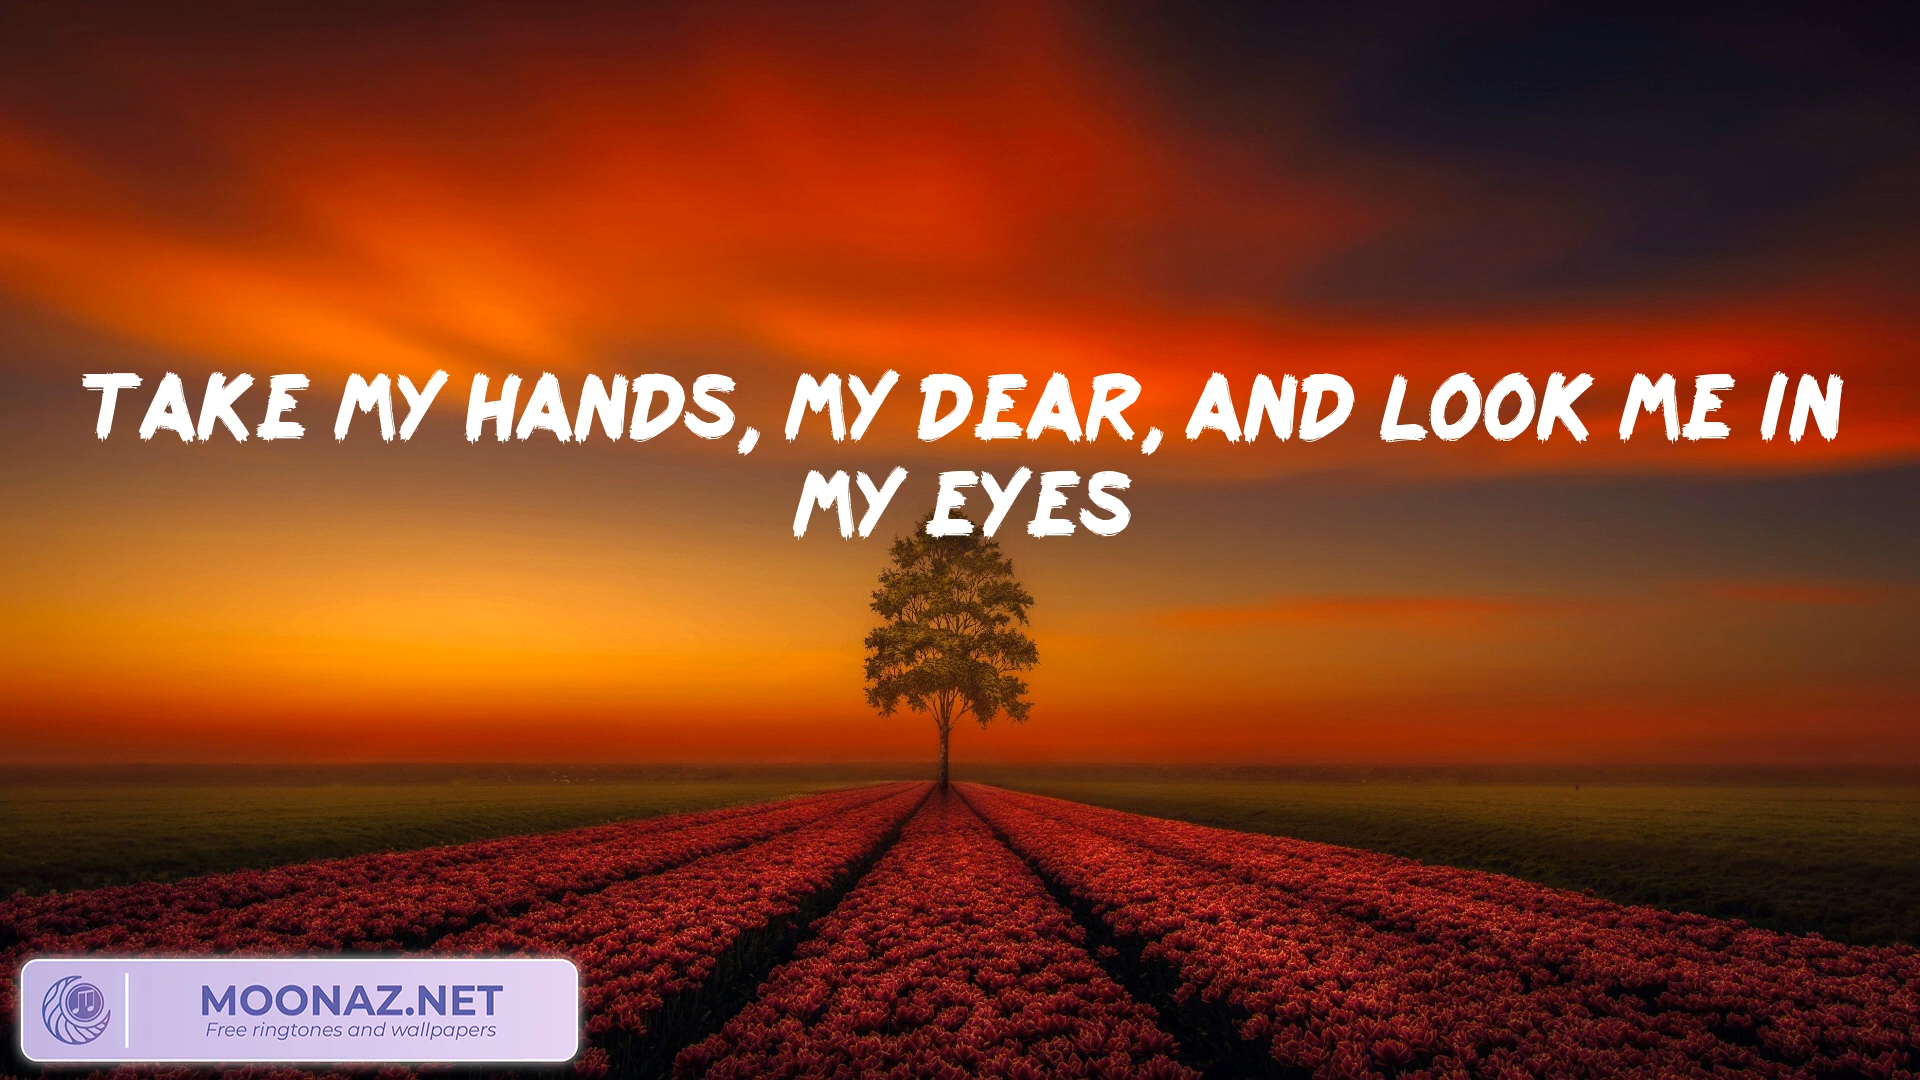 TAKE MY HANDS, MY DEAR, AND LOOK ME IN
MY EYES
MOONAZ.NET
Free ringtones and wallpapers